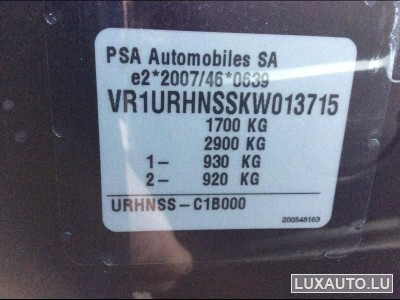 PSA Automobiles SA
e2*2007/46*0639
VR1URHNSSKW013715
1700 KG
2900 KG
1- 930 KG
2- 920 KG
URHNSS-C1B000
200548163
LUXAUTO.LU